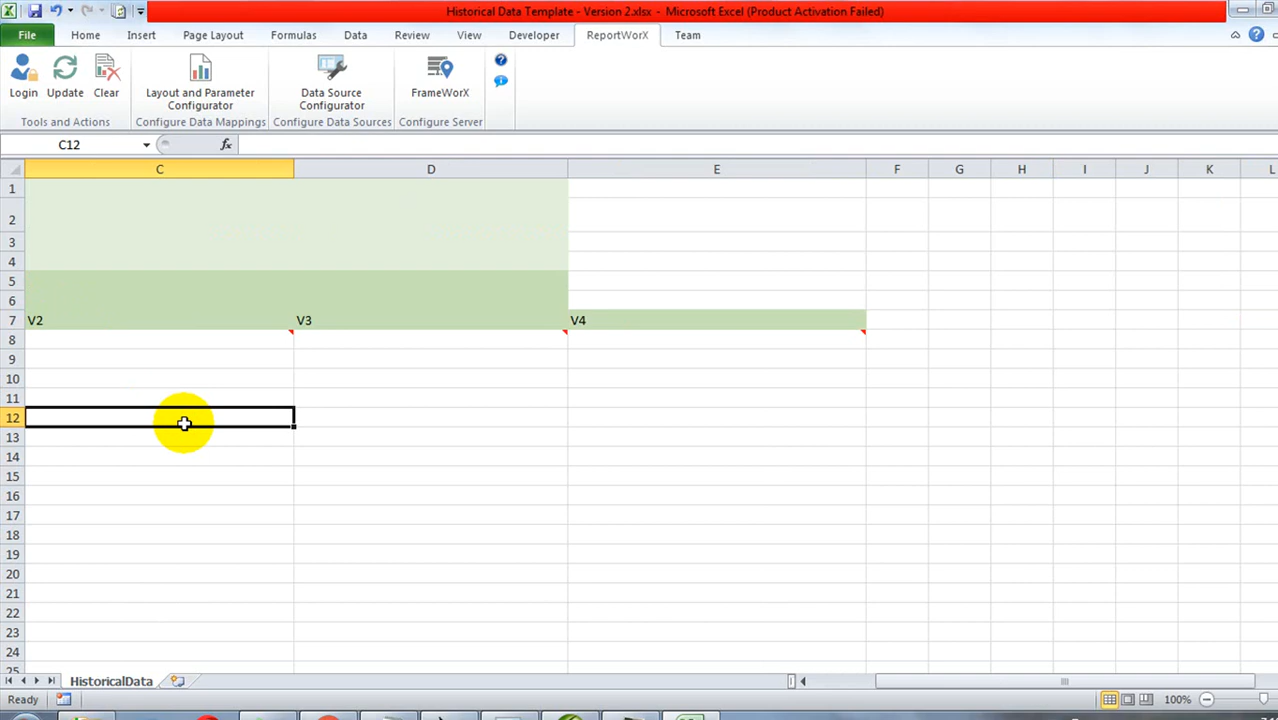 Historical Data Template - Version 2.xlsx - Microsoft Excel (Product Activation Failed)
File Home Insert Page Layout Formulas Data Review View Developer ReportWorX Team
Login Update Clear Layout and Parameter Configurator Data Source Configurator FrameWorX
Tools and Actions Configure Data Mappings Configure Data Sources Configure Server
C12 fx
C D E F G H I J K L
1
2
3
4
5
6
7 V2 V3 V4
8
9
10
11
12
13
14
15
16
17
18
19
20
21
22
23
24
25
HistoricalData
Ready 100%